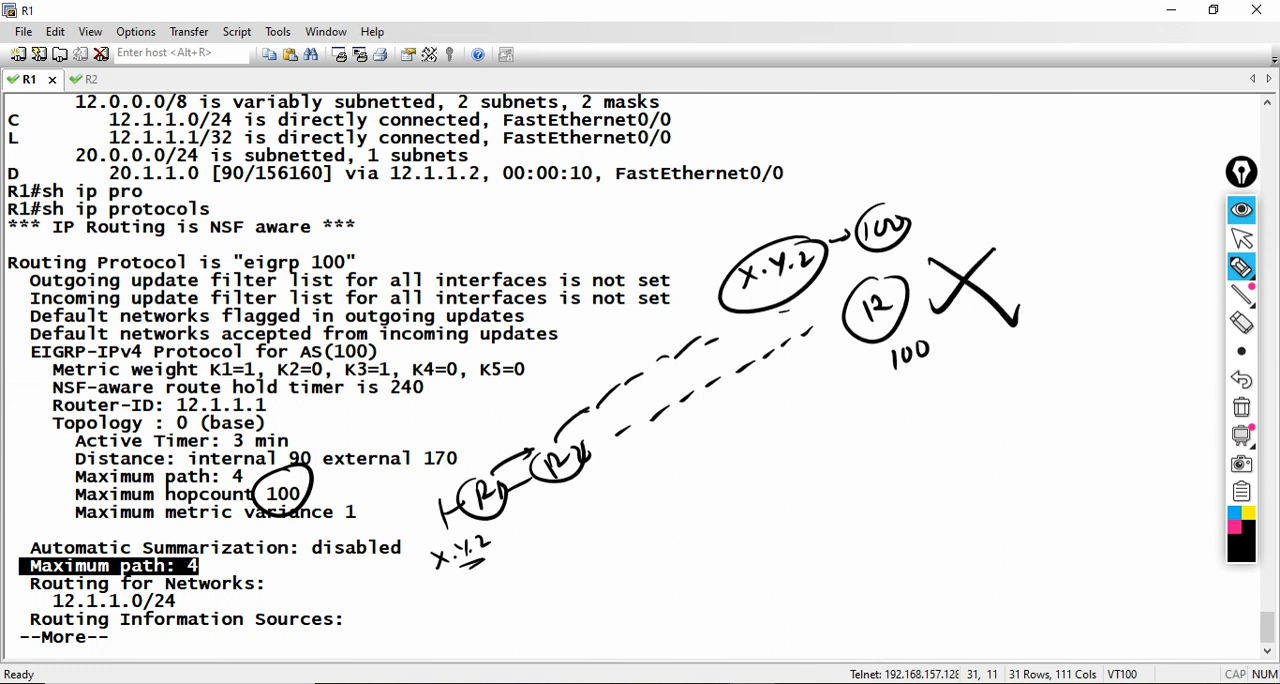 R1
File Edit View Options Transfer Script Tools Window Help
Enter host <Alt+R>
R1 R2
12.0.0.0/8 is variably subnetted, 2 subnets, 2 masks
C 12.1.1.0/24 is directly connected, FastEthernet0/0
L 12.1.1.1/32 is directly connected, FastEthernet0/0
20.0.0.0/24 is subnetted, 1 subnets
D 20.1.1.0 [90/156160] via 12.1.1.2, 00:00:10, FastEthernet0/0
R1#sh ip pro
R1#sh ip protocols
*** IP Routing is NSF aware ***
Routing Protocol is "eigrp 100"
Outgoing update filter list for all interfaces is not set
Incoming update filter list for all interfaces is not set
Default networks flagged in outgoing updates
Default networks accepted from incoming updates
EIGRP-IPv4 Protocol for AS(100)
Metric weight K1=1, K2=0, K3=1, K4=0, K5=0
NSF-aware route hold timer is 240
Router-ID: 12.1.1.1
Topology : 0 (base)
Active Timer: 3 min
Distance: internal 90 external 170
Maximum path: 4
Maximum hopcount 100
Maximum metric variance 1
Automatic Summarization: disabled
Maximum path: 4
Routing for Networks:
12.1.1.0/24
Routing Information Sources:
--More--
X.Y.2
100
R
100
X.Y.2
Ready
Telnet: 192.168.157.128 31, 11 31 Rows, 111 Cols VT100 CAP NUM